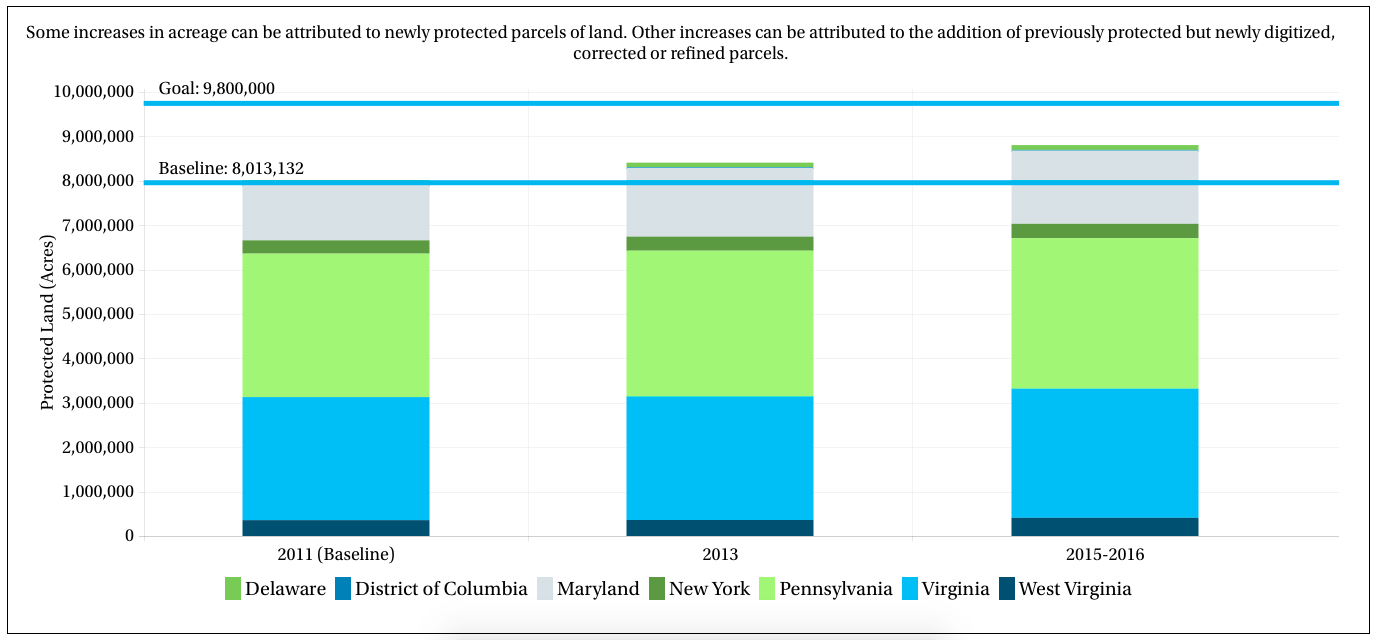 Some increases in acreage can be attributed to newly protected parcels of land. Other increases can be attributed to the addition of previously protected but newly digitized,
corrected or refined parcels.
Goal: 9,800,000
Baseline: 8,013,132
10,000,000
9,000,000
8,000,000
7,000,000
6,000,000
5,000,000
4,000,000
3,000,000
2,000,000
1,000,000
0
Protected Land (Acres)
2011 (Baseline) 2013 2015-2016
Delaware District of Columbia Maryland New York Pennsylvania Virginia West Virginia